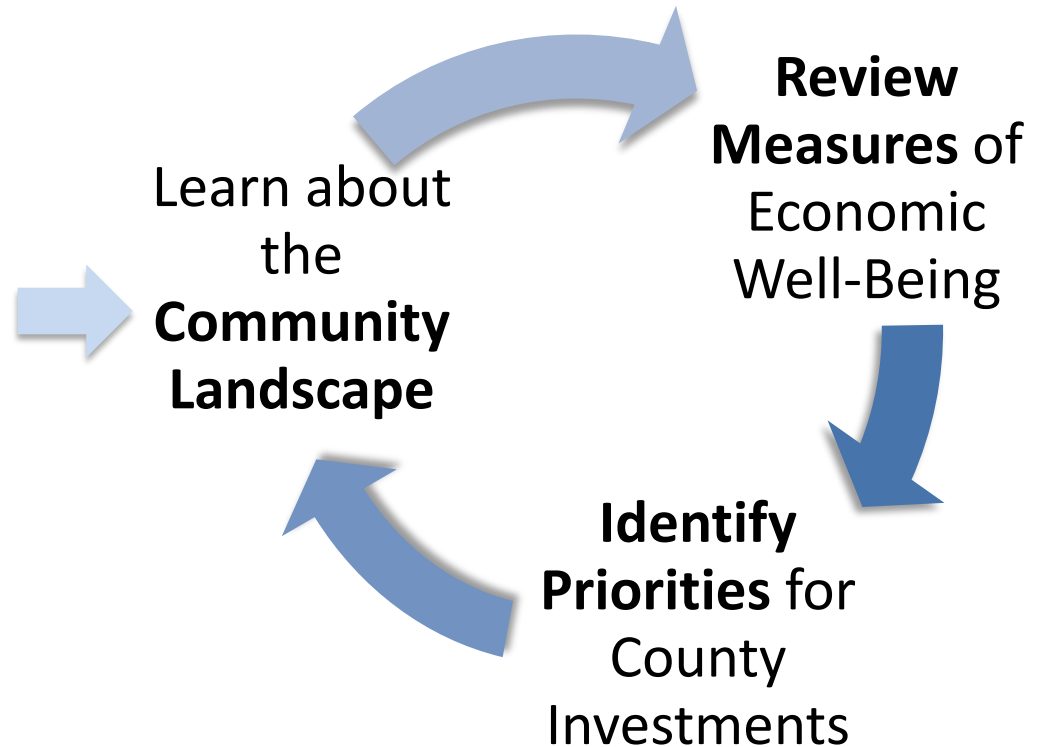 Learn about
the
Community
Landscape
Review
Measures of
Economic
Well-Being
Identify
Priorities for
County
Investments